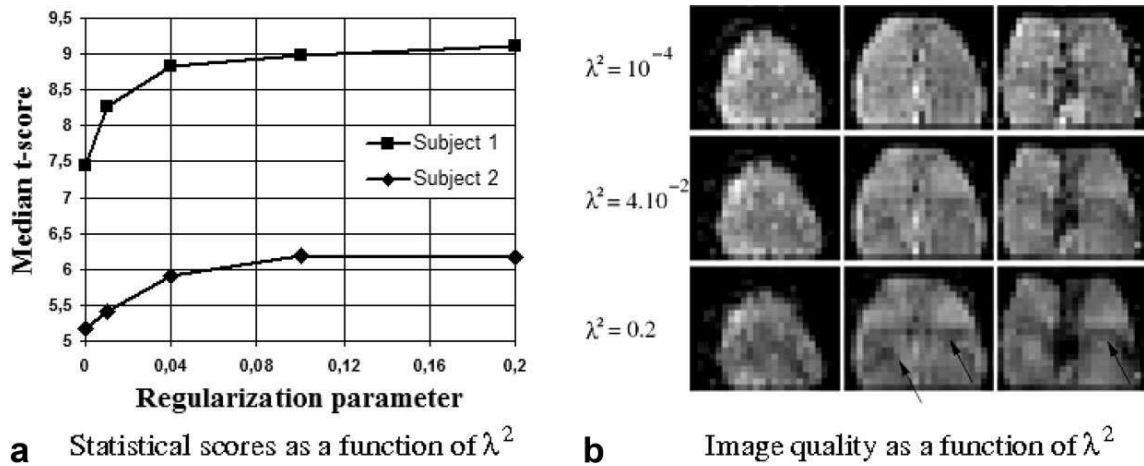 9,5
9
8,5
8
7,5
7
6,5
6
5,5
5
Median t-score
Subject 1
Subject 2
0 0,04 0,08 0,12 0,16 0,2
Regularization parameter
a Statistical scores as a function of λ²
λ² = 10⁻⁴
λ² = 4.10⁻²
λ² = 0.2
b Image quality as a function of λ²